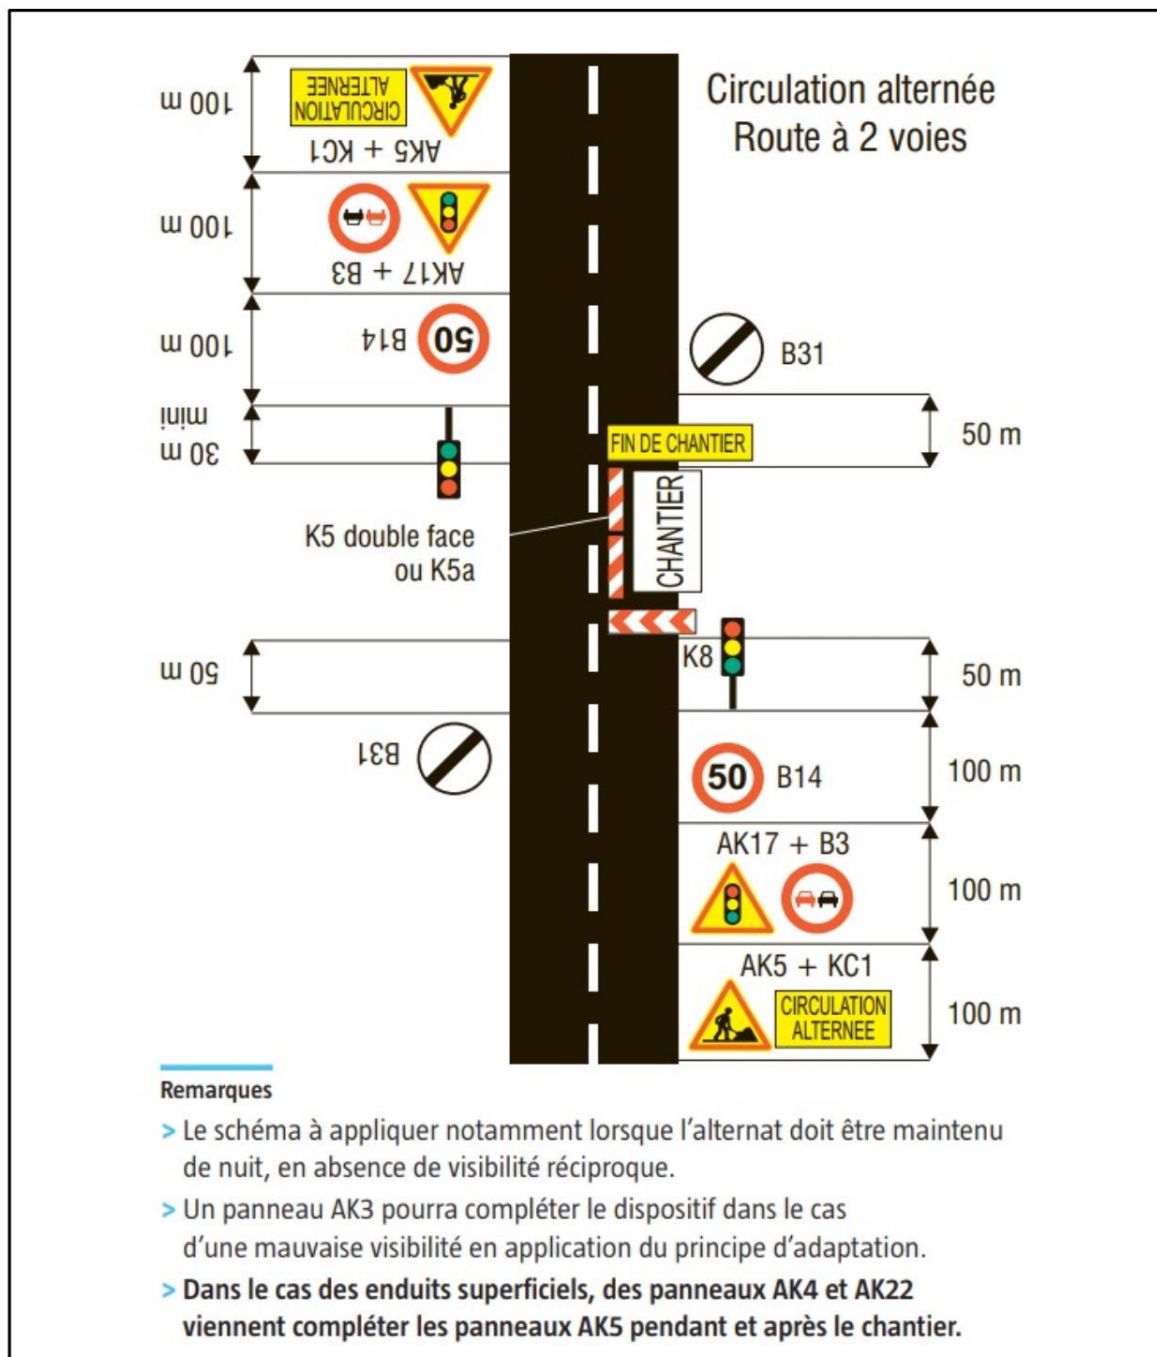 Circulation alternée
Route à 2 voies
100 m
CIRCULATION
ALTERNEE
AK5 + KC1
100 m
AK17 + B3
100 m
B14
50
B31
30 m
mini
50 m
FIN DE CHANTIER
CHANTIER
K5 double face
ou K5a
50 m
K8
50 m
B31
50
B14
100 m
AK17 + B3
100 m
AK5 + KC1
CIRCULATION
ALTERNEE
100 m
Remarques
> Le schéma à appliquer notamment lorsque l'alternat doit être maintenu
de nuit, en absence de visibilité réciproque.
> Un panneau AK3 pourra compléter le dispositif dans le cas
d'une mauvaise visibilité en application du principe d'adaptation.
> Dans le cas des enduits superficiels, des panneaux AK4 et AK22
viennent compléter les panneaux AK5 pendant et après le chantier.